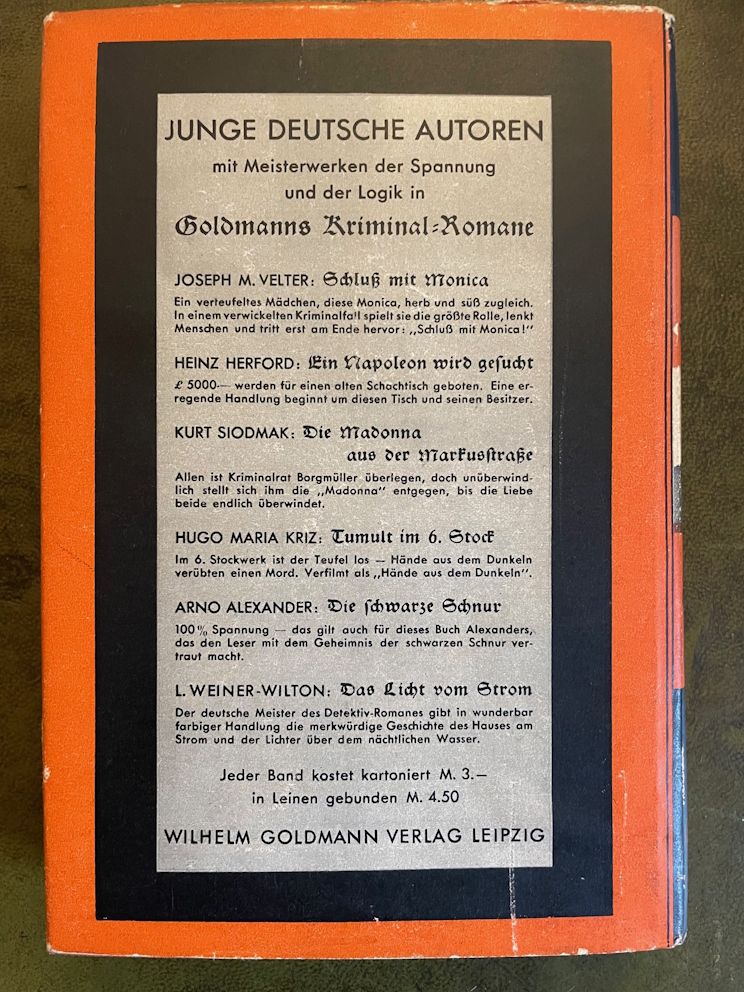 JUNGE DEUTSCHE AUTOREN
mit Meisterwerken der Spannung
und der Logik in
Goldmanns Kriminal-Romane
JOSEPH M. VELTER: Schluß mit Monica
Ein verteufeltes Mädchen, diese Monica, herb und süß zugleich.
In einem verwickelten Kriminalfall spielt sie die größte Rolle, lenkt
Menschen und tritt erst am Ende hervor: „Schluß mit Monica!“
HEINZ HERFORD: Ein Napoleon wird gesucht
£ 5000.— werden für einen alten Schachtisch geboten. Eine er-
regende Handlung beginnt um diesen Tisch und seinen Besitzer.
KURT SIODMAK: Die Madonna
aus der Markusstraße
Allen ist Kriminalrat Borgmüller überlegen, doch unüberwind-
lich stellt sich ihm die „Madonna“ entgegen, bis die Liebe
beide endlich überwindet.
HUGO MARIA KRIZ: Tumult im 6. Stock
Im 6. Stockwerk ist der Teufel los — Hände aus dem Dunkeln
verübten einen Mord. Verfilmt als „Hände aus dem Dunkeln“.
ARNO ALEXANDER: Die schwarze Schnur
100% Spannung — das gilt auch für dieses Buch Alexanders,
das den Leser mit dem Geheimnis der schwarzen Schnur ver-
traut macht.
L. WEINER-WILTON: Das Licht vom Strom
Der deutsche Meister des Detektiv-Romanes gibt in wunderbar
farbiger Handlung die merkwürdige Geschichte des Hauses am
Strom und der Lichter über dem nächtlichen Wasser.
Jeder Band kostet kartoniert M. 3.—
in Leinen gebunden M. 4.50
WILHELM GOLDMANN VERLAG LEIPZIG